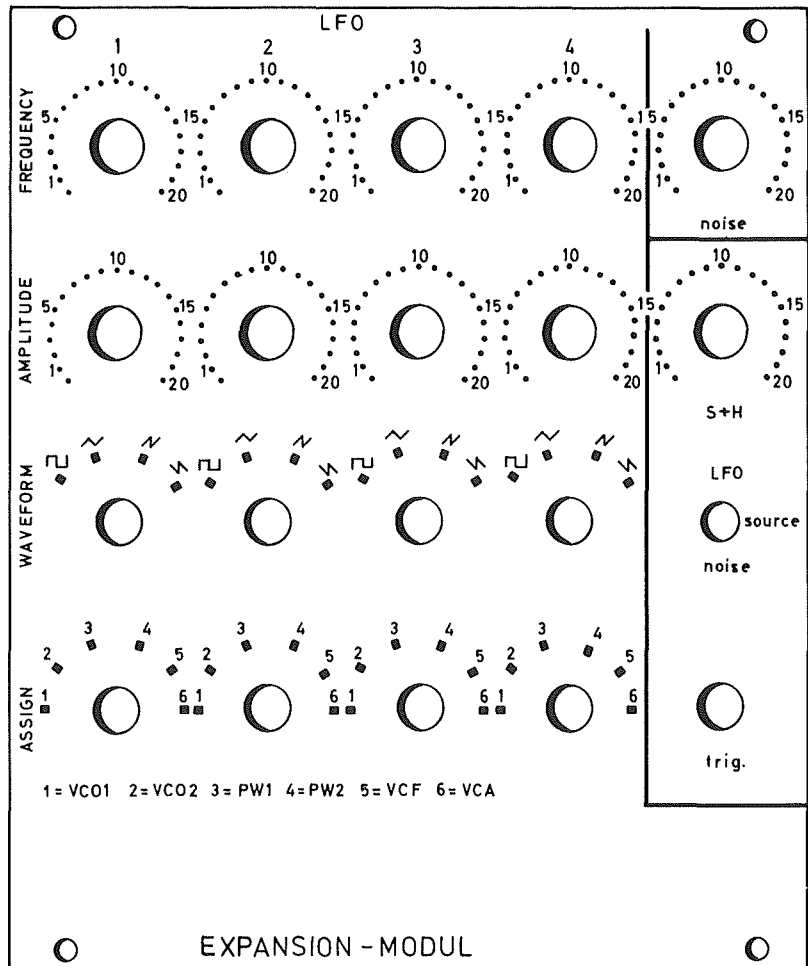 LFO
1 2 3 4
10 10 10 10 10
5 15 15 15 15 15
FREQUENCY
1 20 1 20 1 20 1 20 1 20
noise
10 10 10 10 10
5 15 15 15 15 15
AMPLITUDE
1 20 1 20 1 20 1 20 1 20
S+H
WAVEFORM
LFO
source
noise
3 4 3 4 3 4 3 4
2 5 2 5 2 5 2 5
1 6 1 6 1 6 1 6
ASSIGN
trig.
1=VCO1 2=VCO2 3=PW1 4=PW2 5=VCF 6=VCA
EXPANSION-MODUL